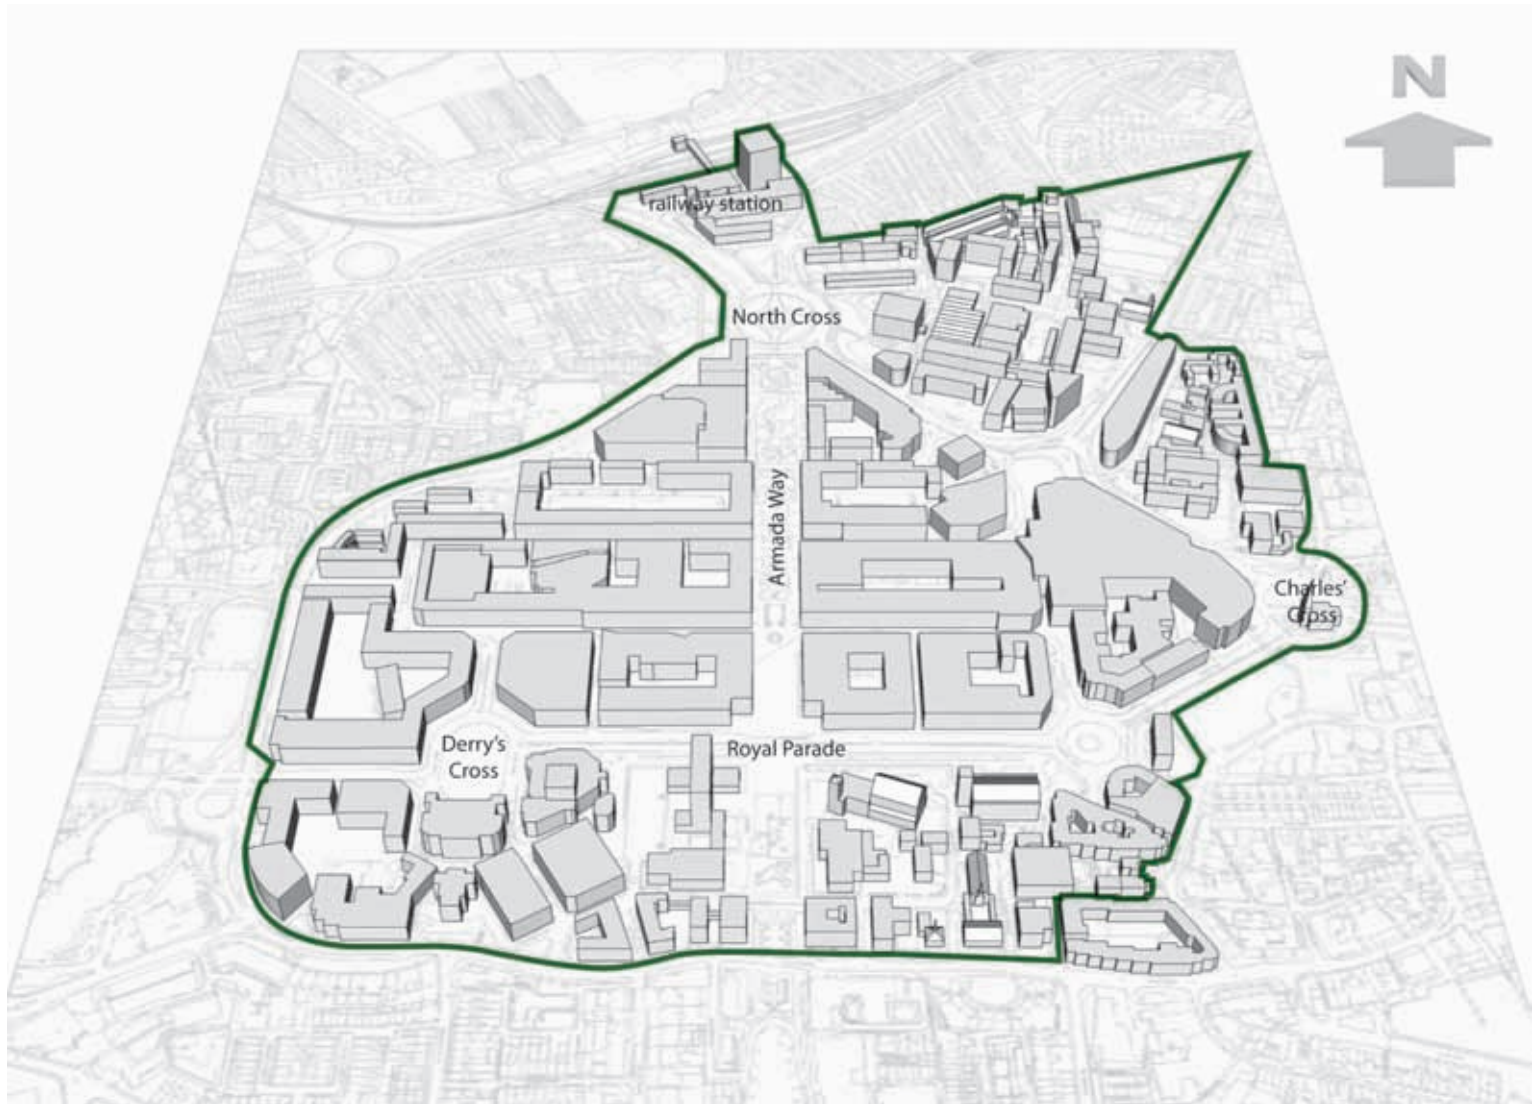 N
railway station
North Cross
Armada Way
Charles'
Cross
Derry's
Cross
Royal Parade